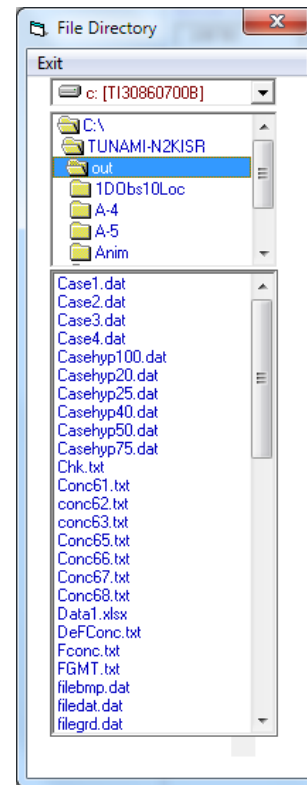 File Directory
Exit
c: [TI30860700B]
C:\
TUNAMI-N2KISR
out
1DObs10Loc
A-4
A-5
Anim
Case1.dat
Case2.dat
Case3.dat
Case4.dat
Casehyp100.dat
Casehyp20.dat
Casehyp25.dat
Casehyp40.dat
Casehyp50.dat
Casehyp75.dat
Chk.txt
Conc61.txt
conc62.txt
conc63.txt
Conc65.txt
Conc66.txt
Conc67.txt
Conc68.txt
Data1.xlsx
DeFConc.txt
Fconc.txt
FGMT.txt
filebmp.dat
filedat.dat
filegrd.dat